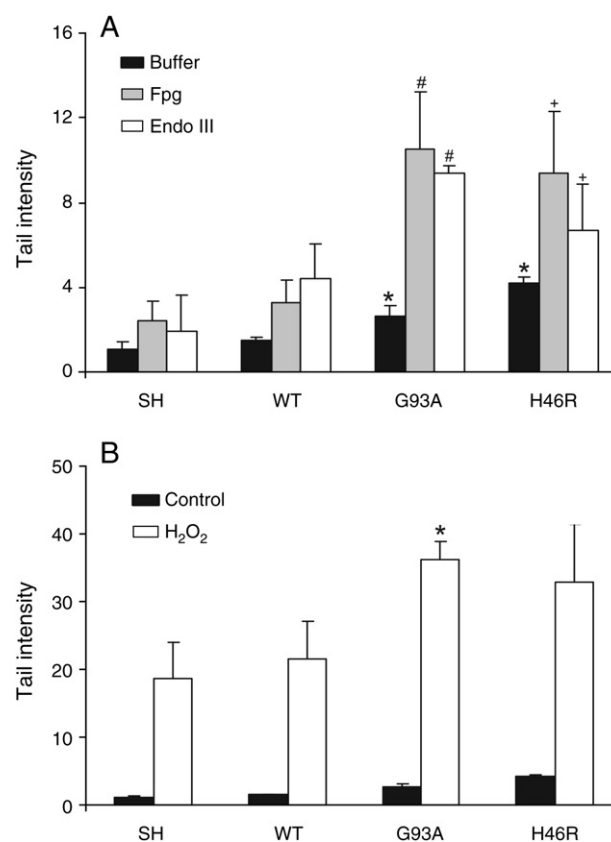 A
16
Buffer
Fpg
Endo III
12
8
4
0
Tail intensity
#
#
+
+
*
*
SH WT G93A H46R
B
50
Control
H₂O₂
40
30
20
10
0
Tail intensity
*
SH WT G93A H46R